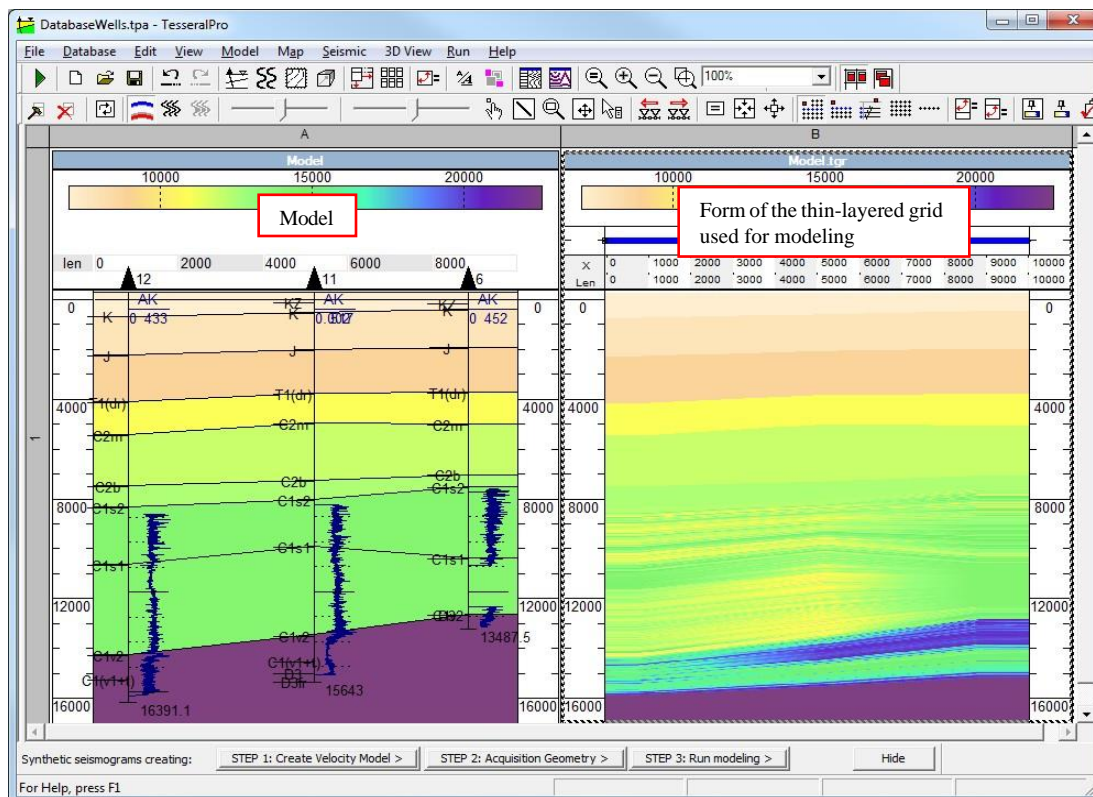 DatabaseWells.tpa - TesseralPro
File Database Edit View Model Map Seismic 3D View Run Help
100%
A B
Model
10000 15000 20000
Model
len 0 2000 4000 6000 8000
12 11 6
AK AK AK
0 433
0 452
KZ
K K
J J J
T1(dr) T1(dr) T1(dr)
C2m C2m C2m
C2b C2b C2b
C1s2 C1s2 C1s2
C1s1 C1s1 C1s1
C1v2 C1v2
C1(v1+t) C1(v1+t)
D3
D3fr
16391.1 15643 13487.5
0 4000 8000 12000 16000
0 4000 8000 12000 16000
1
Model.tgr
10000 15000 20000
Form of the thin-layered grid
used for modeling
X 0 1000 2000 3000 4000 5000 6000 7000 8000 9000 10000
Len 0 1000 2000 3000 4000 5000 6000 7000 8000 9000 10000
0 4000 8000 12000 16000
0 4000 8000 12000 16000
Synthetic seismograms creating: STEP 1: Create Velocity Model > STEP 2: Acquisition Geometry > STEP 3: Run modeling > Hide
For Help, press F1